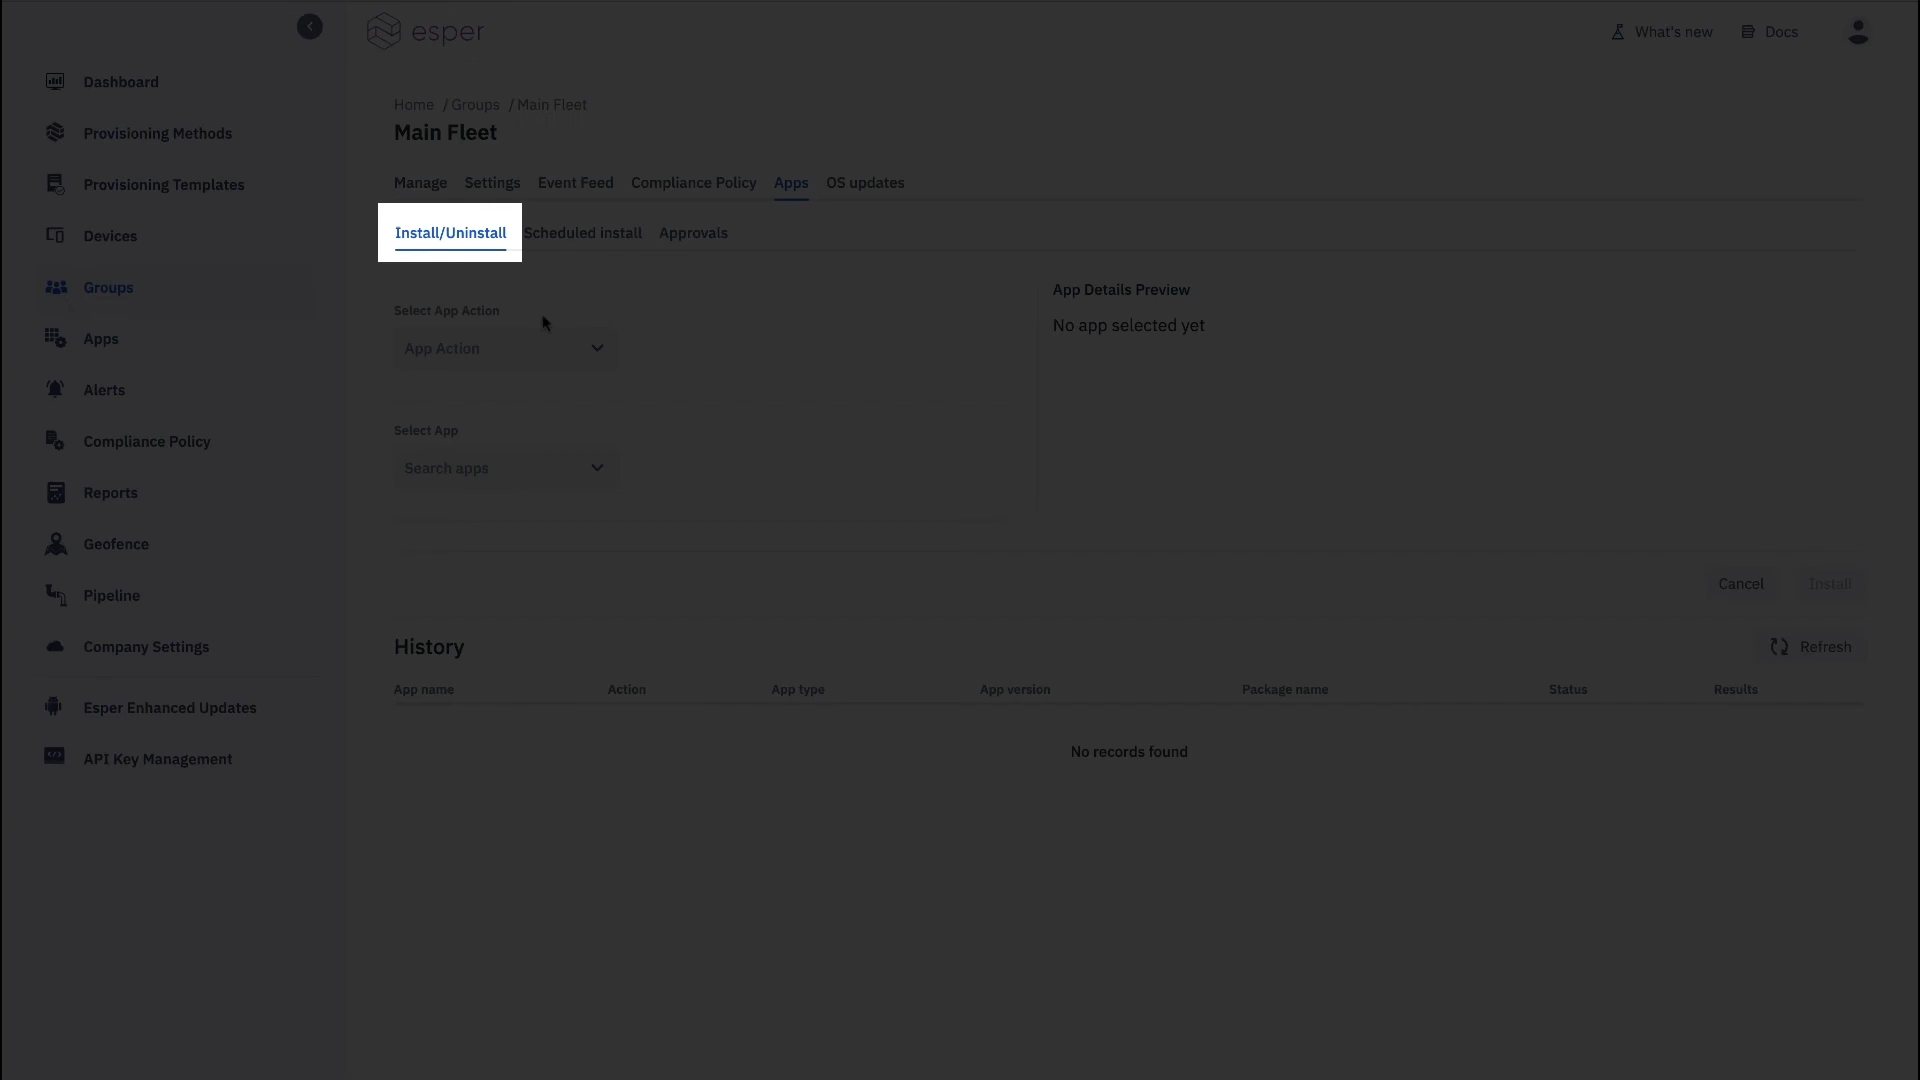 esper
What's new
Docs
Dashboard
Provisioning Methods
Provisioning Templates
Devices
Groups
Apps
Alerts
Compliance Policy
Reports
Geofence
Pipeline
Company Settings
Esper Enhanced Updates
API Key Management
Home / Groups / Main Fleet
Main Fleet
Manage Settings Event Feed Compliance Policy Apps OS updates
Install/Uninstall Scheduled install Approvals
Select App Action
App Action
Select App
Search apps
App Details Preview
No app selected yet
Cancel Install
History
Refresh
App name Action App type App version Package name Status Results
No records found